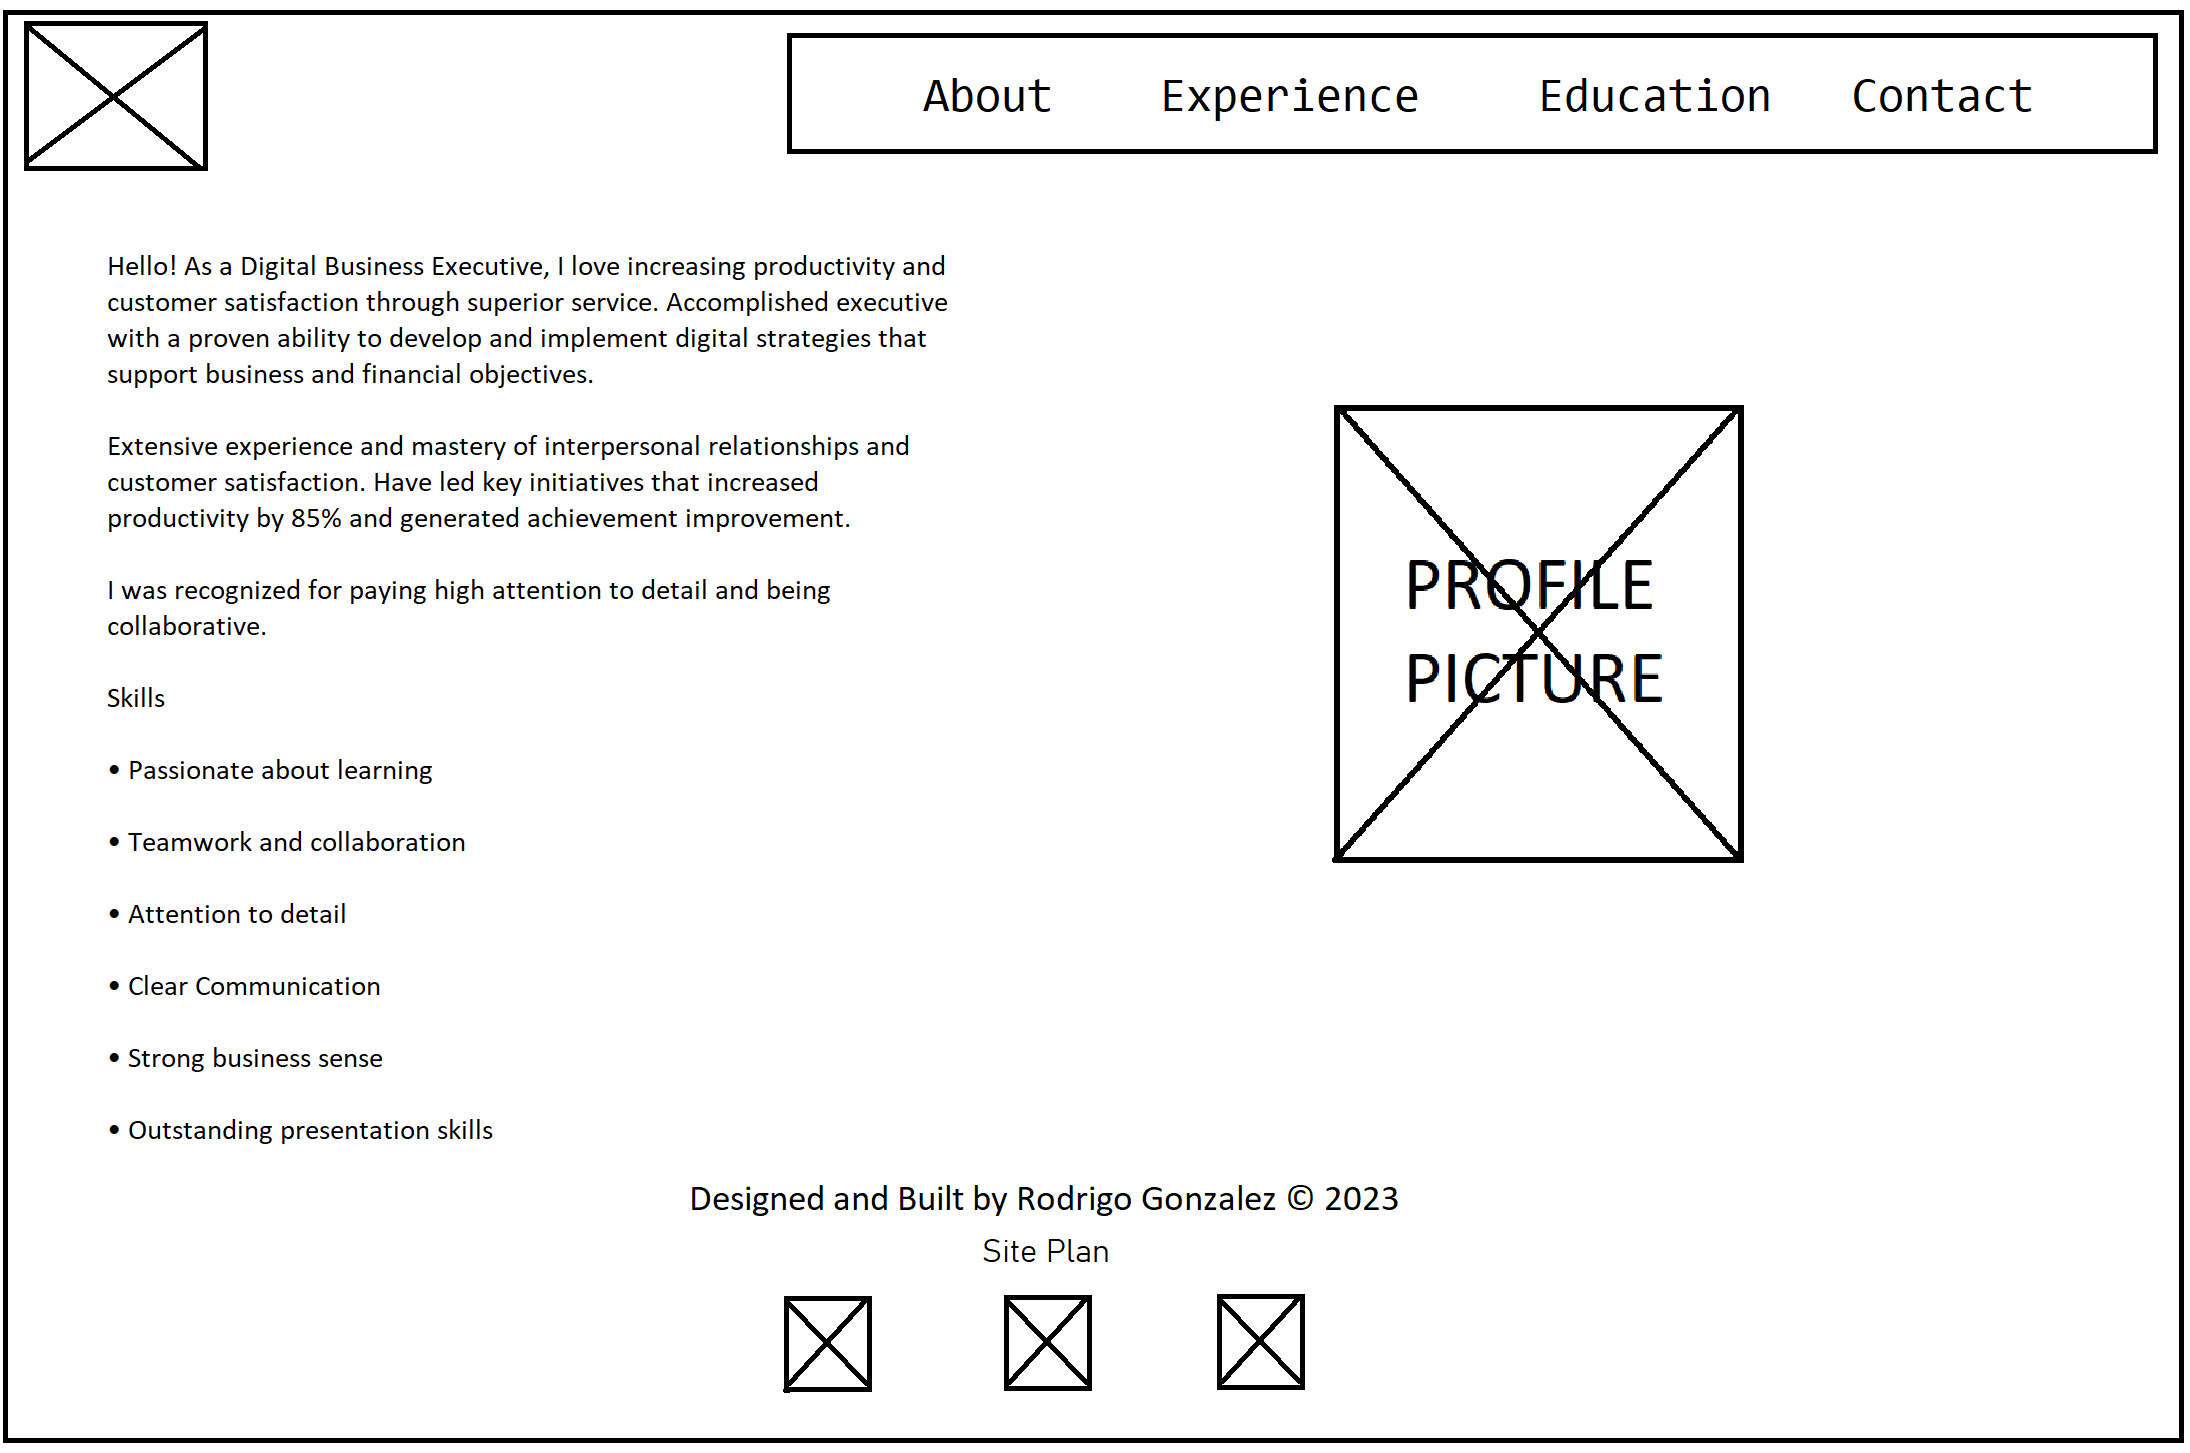 About Experience Education Contact
Hello! As a Digital Business Executive, I love increasing productivity and
customer satisfaction through superior service. Accomplished executive
with a proven ability to develop and implement digital strategies that
support business and financial objectives.
Extensive experience and mastery of interpersonal relationships and
customer satisfaction. Have led key initiatives that increased
productivity by 85% and generated achievement improvement.
I was recognized for paying high attention to detail and being
collaborative.
Skills
• Passionate about learning
• Teamwork and collaboration
• Attention to detail
• Clear Communication
• Strong business sense
• Outstanding presentation skills
PROFILE
PICTURE
Designed and Built by Rodrigo Gonzalez © 2023
Site Plan